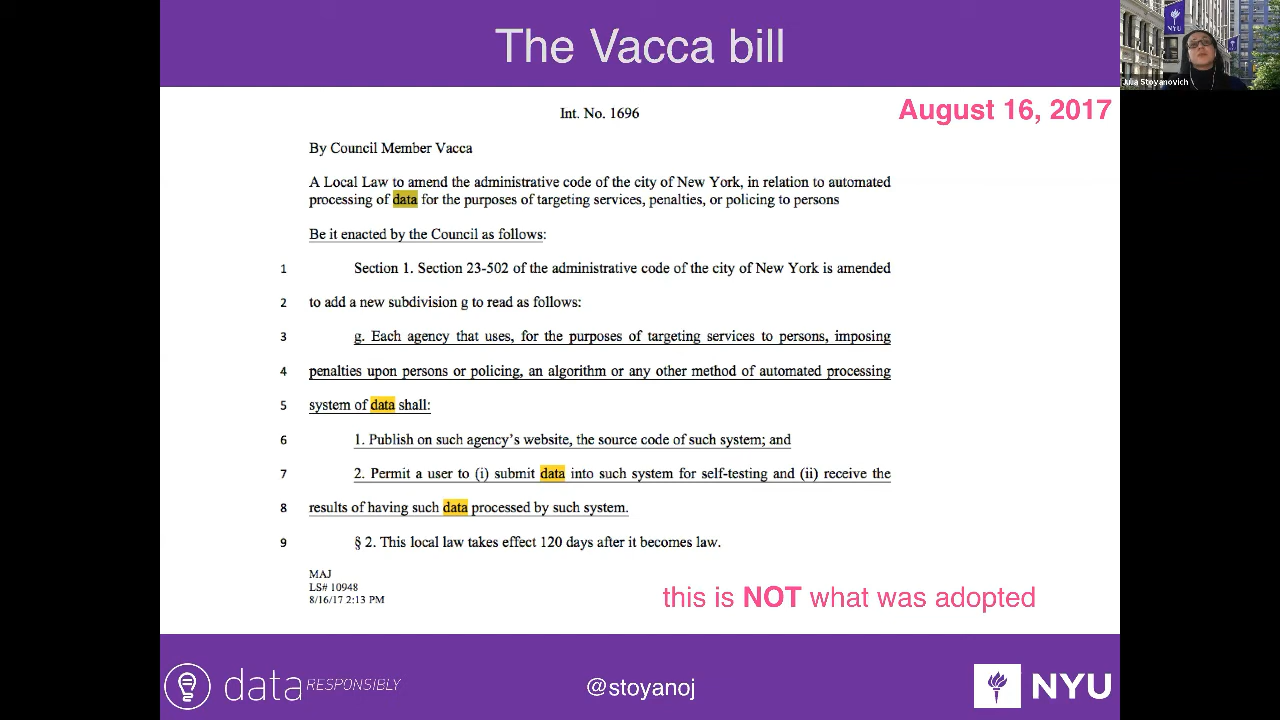 The Vacca bill
NYU
Julia Stoyanovich
August 16, 2017
Int. No. 1696
By Council Member Vacca
A Local Law to amend the administrative code of the city of New York, in relation to automated
processing of data for the purposes of targeting services, penalties, or policing to persons
Be it enacted by the Council as follows:
1 Section 1. Section 23-502 of the administrative code of the city of New York is amended
2 to add a new subdivision g to read as follows:
3 g. Each agency that uses, for the purposes of targeting services to persons, imposing
4 penalties upon persons or policing, an algorithm or any other method of automated processing
5 system of data shall:
6 1. Publish on such agency's website, the source code of such system; and
7 2. Permit a user to (i) submit data into such system for self-testing and (ii) receive the
8 results of having such data processed by such system.
9 § 2. This local law takes effect 120 days after it becomes law.
MAJ
LS# 10948
8/16/17 2:13 PM
this is NOT what was adopted
data RESPONSIBLY
@stoyanoj
NYU